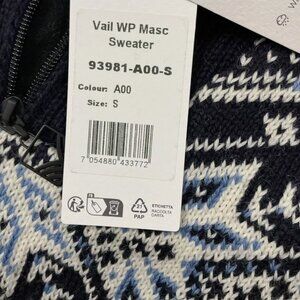 Vail WP Masc
Sweater
93981-A00-S
Colour: A00
Size: S
7 054880 433772
PAP
ETICHETTA
RACCOLTA
CARTA